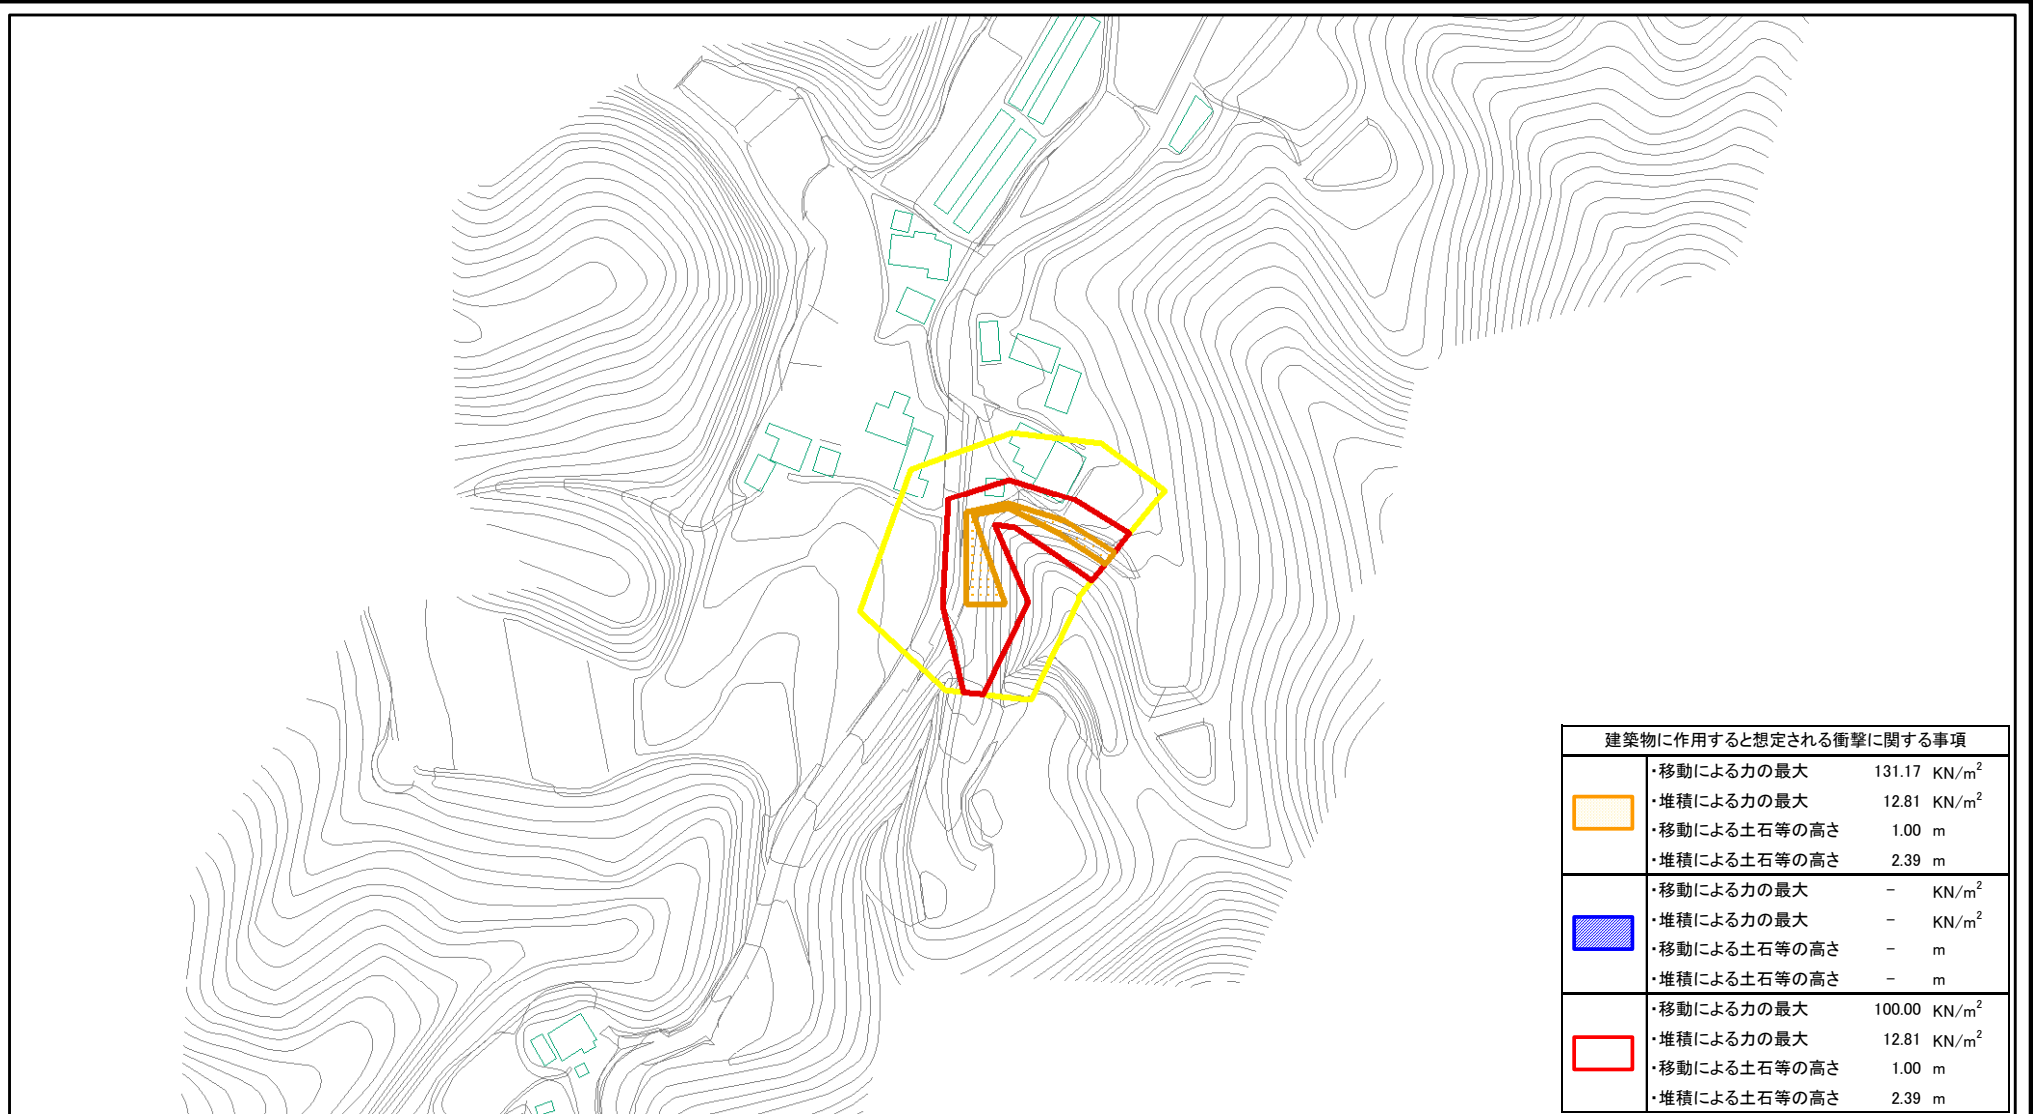 建築物に作用すると想定される衝撃に関する事項
・移動による力の最大 131.17 KN/m²
・堆積による力の最大 12.81 KN/m²
・移動による土石等の高さ 1.00 m
・堆積による土石等の高さ 2.39 m
・移動による力の最大 － KN/m²
・堆積による力の最大 － KN/m²
・移動による土石等の高さ － m
・堆積による土石等の高さ － m
・移動による力の最大 100.00 KN/m²
・堆積による力の最大 12.81 KN/m²
・移動による土石等の高さ 1.00 m
・堆積による土石等の高さ 2.39 m